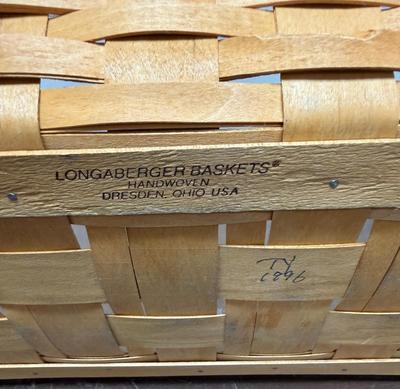 LONGABERGER BASKETS®
HANDWOVEN
DRESDEN, OHIO USA